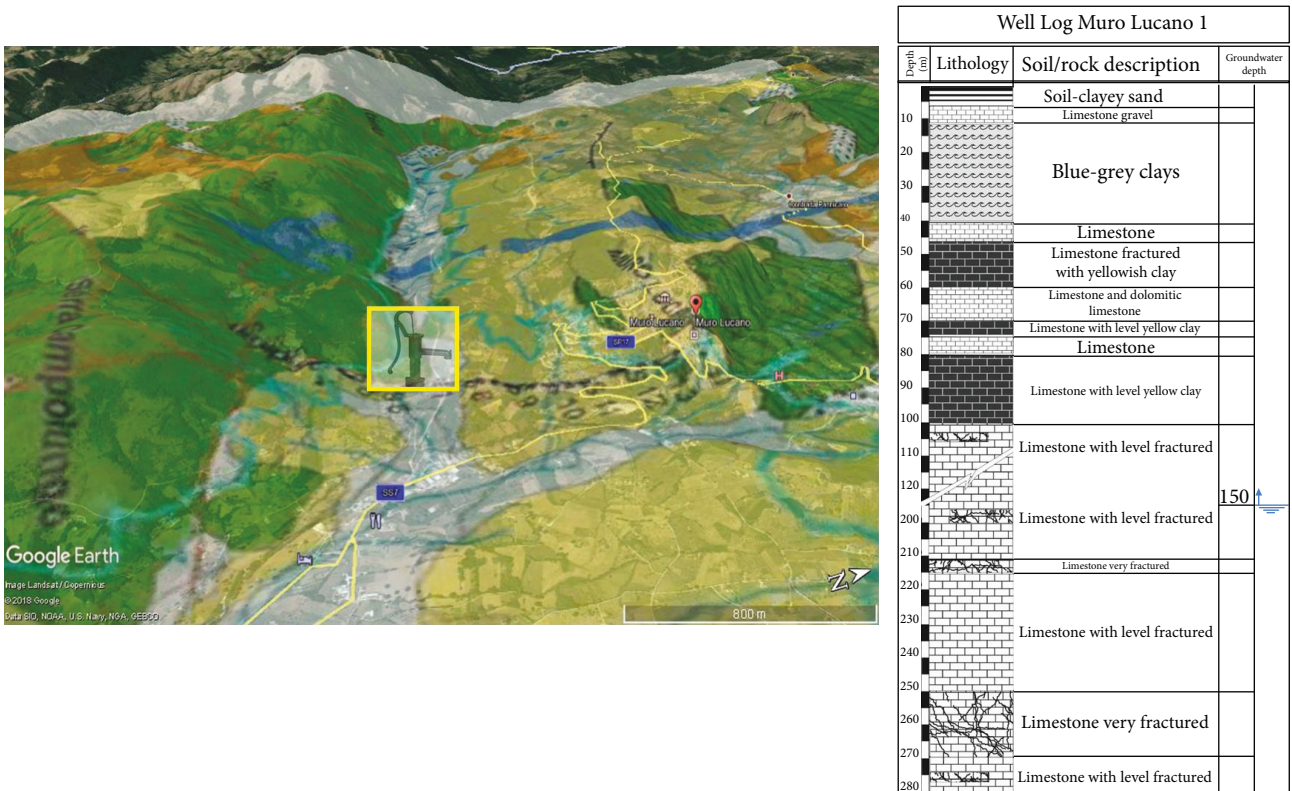 Well Log Muro Lucano 1
Depth (m)
Lithology
Soil/rock description
Groundwater depth
Soil-clayey sand
10
Limestone gravel
20
Blue-grey clays
30
40
Limestone
50
Limestone fractured
with yellowish clay
60
Limestone and dolomitic
limestone
70
Limestone with level yellow clay
80
Limestone
90
Limestone with level yellow clay
100
110
Limestone with level fractured
120
150
200
Limestone with level fractured
210
Limestone very fractured
220
230
Limestone with level fractured
240
250
260
Limestone very fractured
270
280
Limestone with level fractured
Muro Lucano
Muro Lucano
SP17
H
SS7
Google Earth
Image Landsat / Copernicus
©2018 Google
Data SIO, NOAA, U.S. Navy, NGA, GEBCO
N
800 m